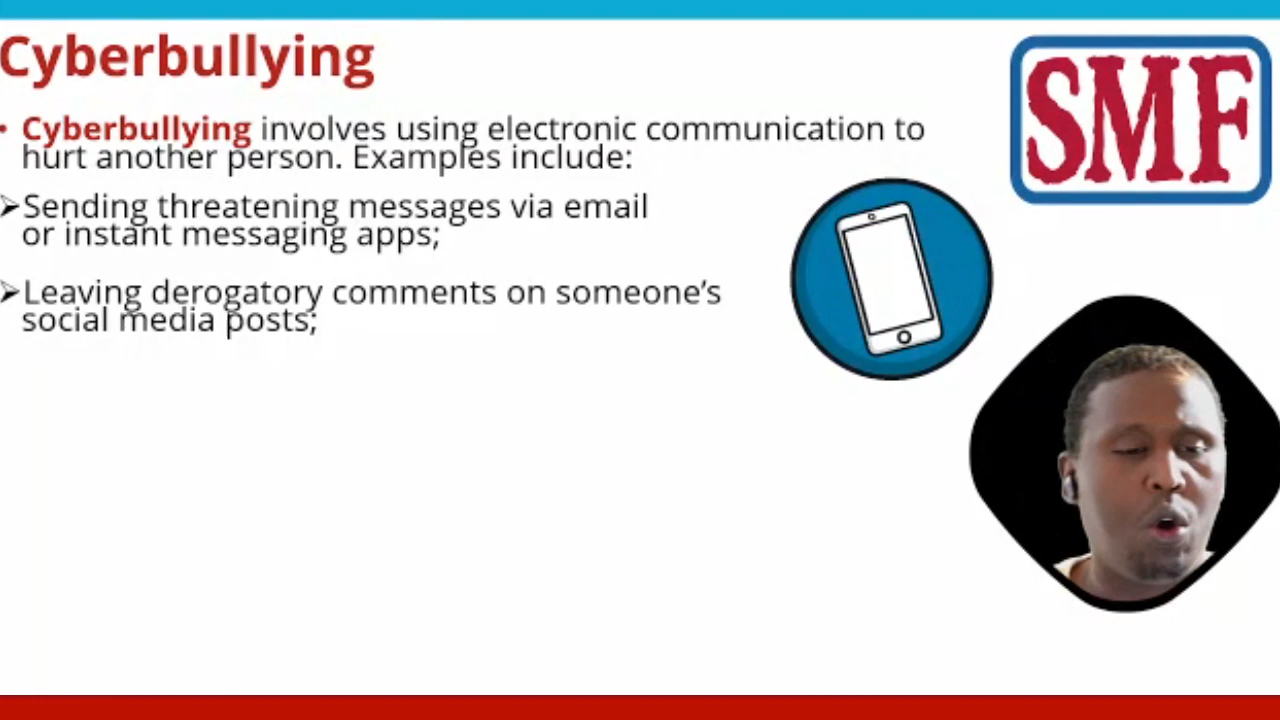 Cyberbullying
SMF
• Cyberbullying involves using electronic communication to
hurt another person. Examples include:
➢Sending threatening messages via email
or instant messaging apps;
➢Leaving derogatory comments on someone’s
social media posts;